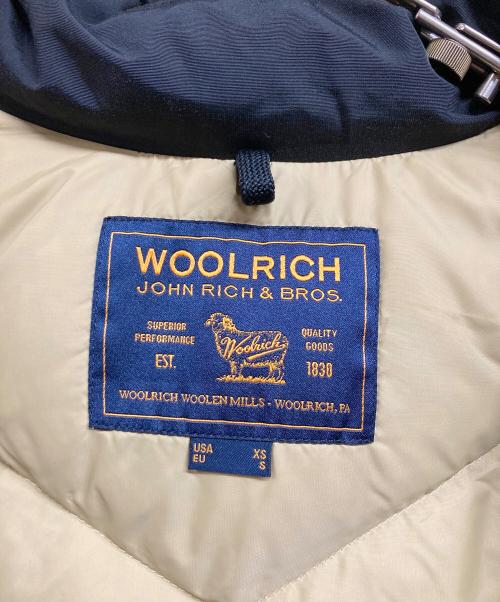 WOOLRICH
JOHN RICH & BROS.
SUPERIOR PERFORMANCE
Woolrich
QUALITY GOODS
EST. 1830
WOOLRICH WOOLEN MILLS - WOOLRICH, PA
USA XS
EU S